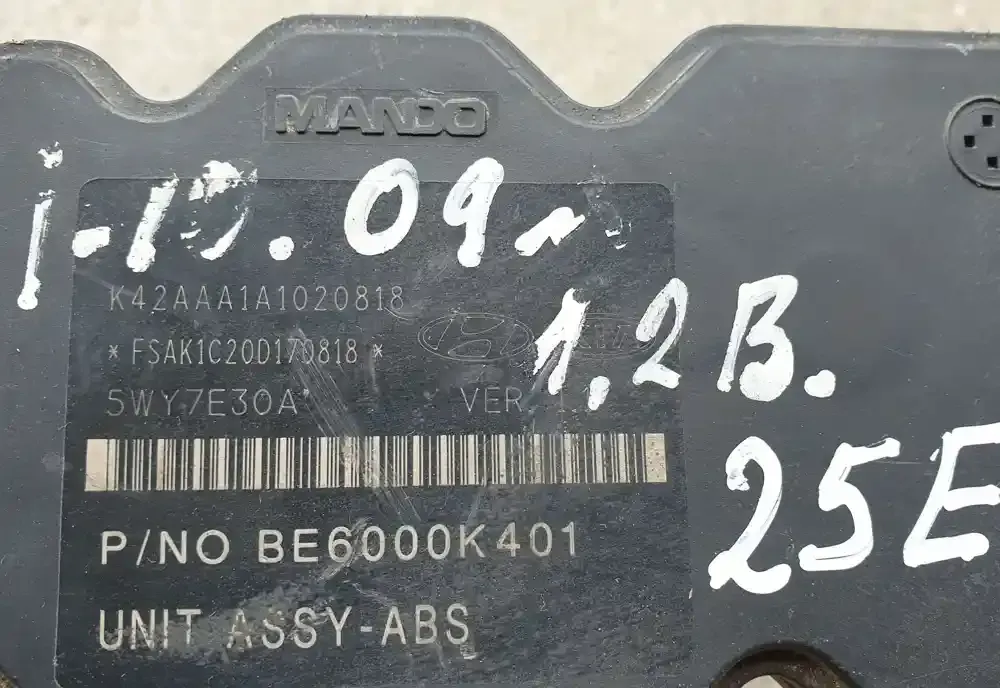 MANDO
i-10. 09
K42AAA1A1020818
*FSAK1C20D170818*
1,2B.
5WY7E30A VER
25E
P/NO BE6000K401
UNIT ASSY-ABS